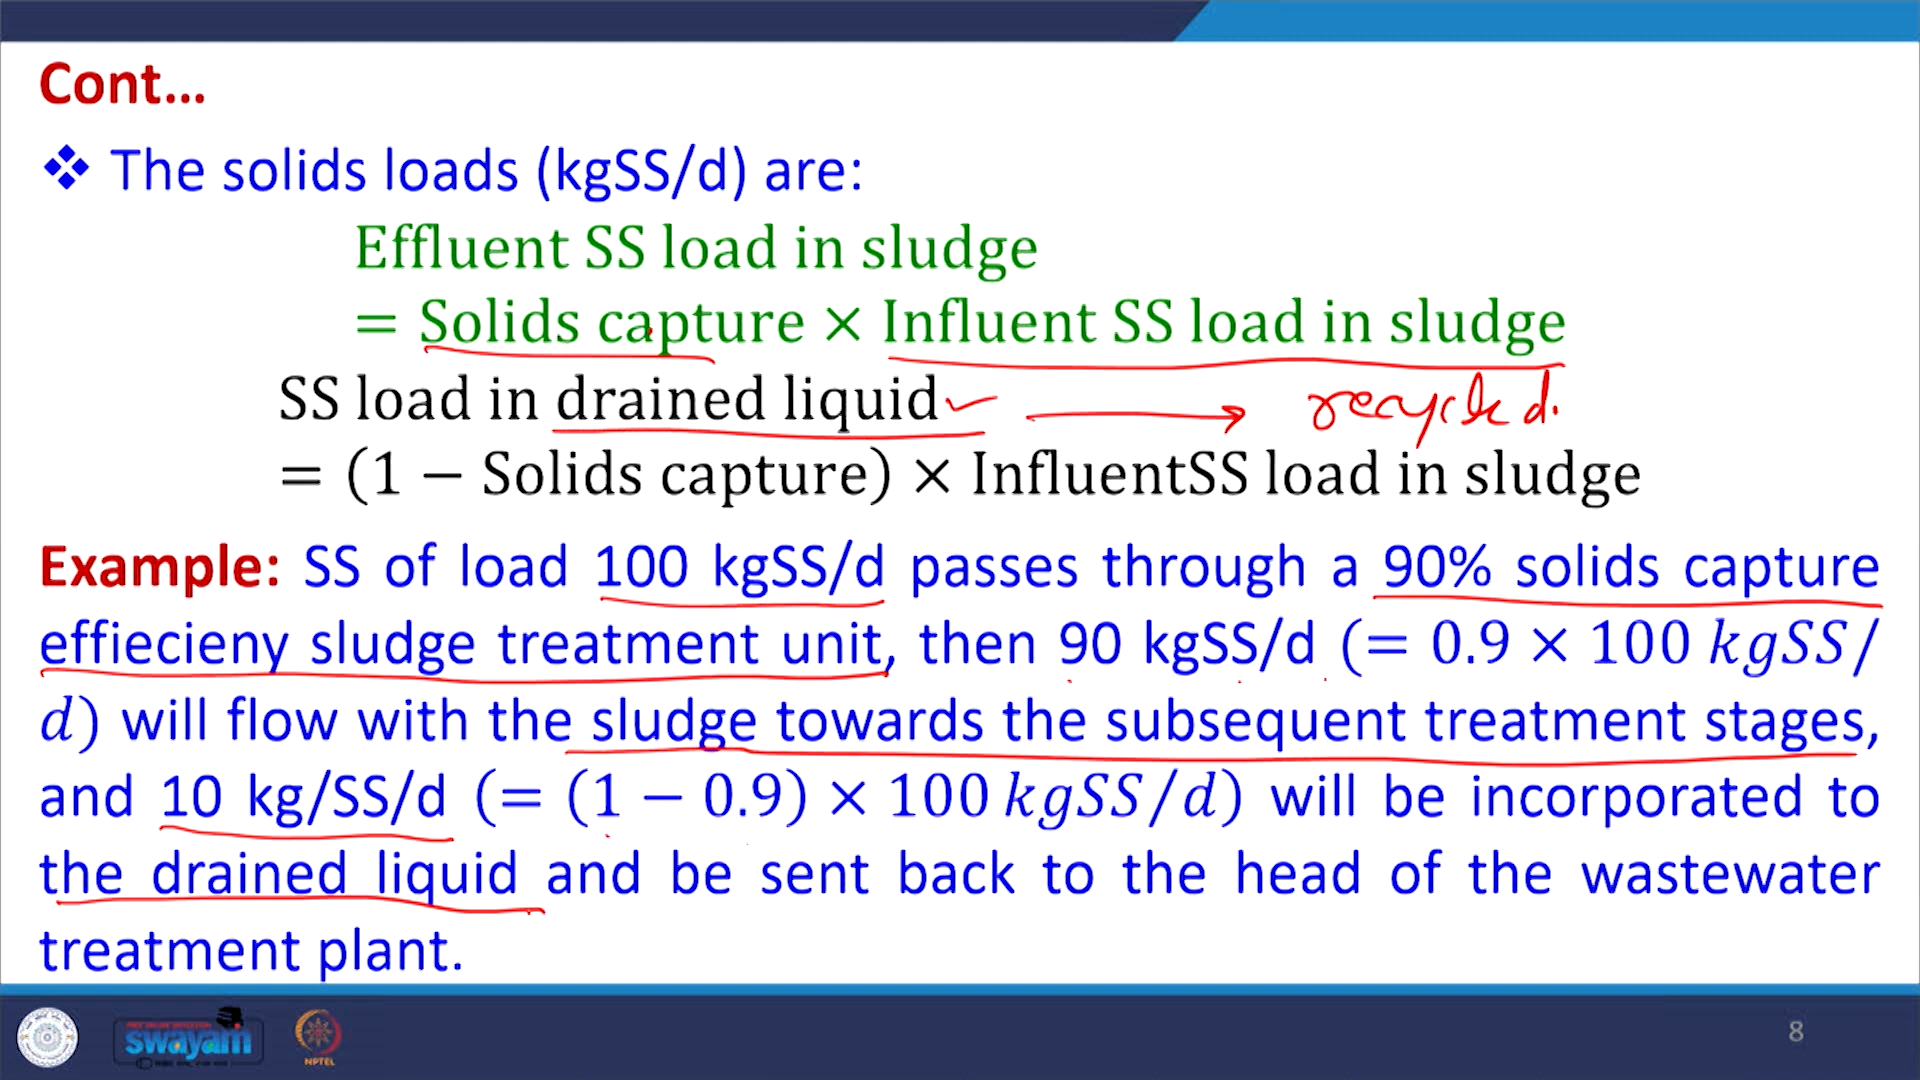 Cont...
❖ The solids loads (kgSS/d) are:
Effluent SS load in sludge
= Solids capture × Influent SS load in sludge
SS load in drained liquid ✓ → recycled.
= (1 − Solids capture) × InfluentSS load in sludge
Example: SS of load 100 kgSS/d passes through a 90% solids capture
effiecieny sludge treatment unit, then 90 kgSS/d (= 0.9 × 100 kgSS/
d) will flow with the sludge towards the subsequent treatment stages,
and 10 kg/SS/d (= (1 − 0.9) × 100 kgSS/d) will be incorporated to
the drained liquid and be sent back to the head of the wastewater
treatment plant.
swayam
NPTEL
8